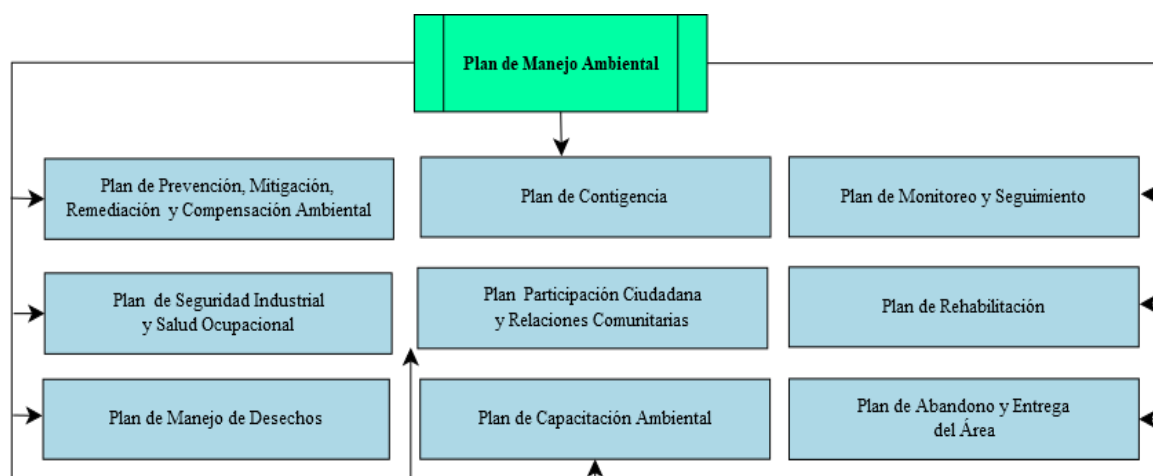 Plan de Manejo Ambiental
Plan de Prevención, Mitigación,
Remediación y Compensación Ambiental
Plan de Contigencia
Plan de Monitoreo y Seguimiento
Plan de Seguridad Industrial
y Salud Ocupacional
Plan Participación Ciudadana
y Relaciones Comunitarias
Plan de Rehabilitación
Plan de Manejo de Desechos
Plan de Capacitación Ambiental
Plan de Abandono y Entrega
del Área